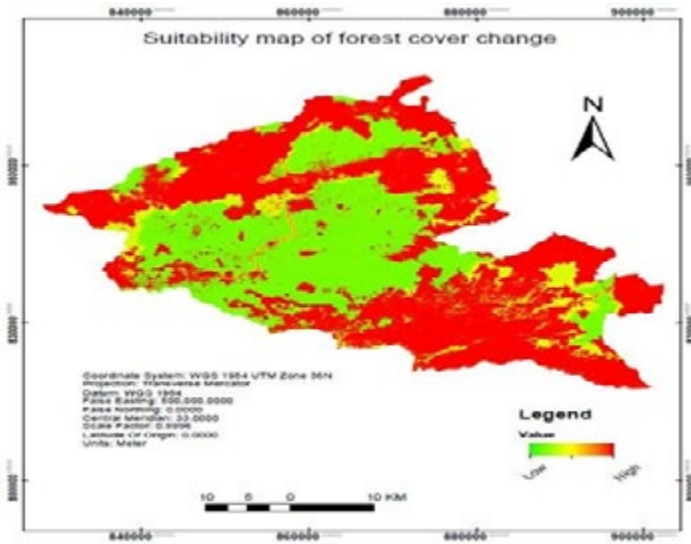 840000 860000 880000 900000
Suitability map of forest cover change
N
Coordinate System: WGS 1984 UTM Zone 36N
Projection: Transverse Mercator
Datum: WGS 1984
False Easting: 500,000.0000
False Northing: 0.0000
Central Meridian: 33.0000
Scale Factor: 0.9996
Latitude Of Origin: 0.0000
Units: Meter
Legend
Value
Low High
10 5 0 10 KM
840000 860000 880000 900000